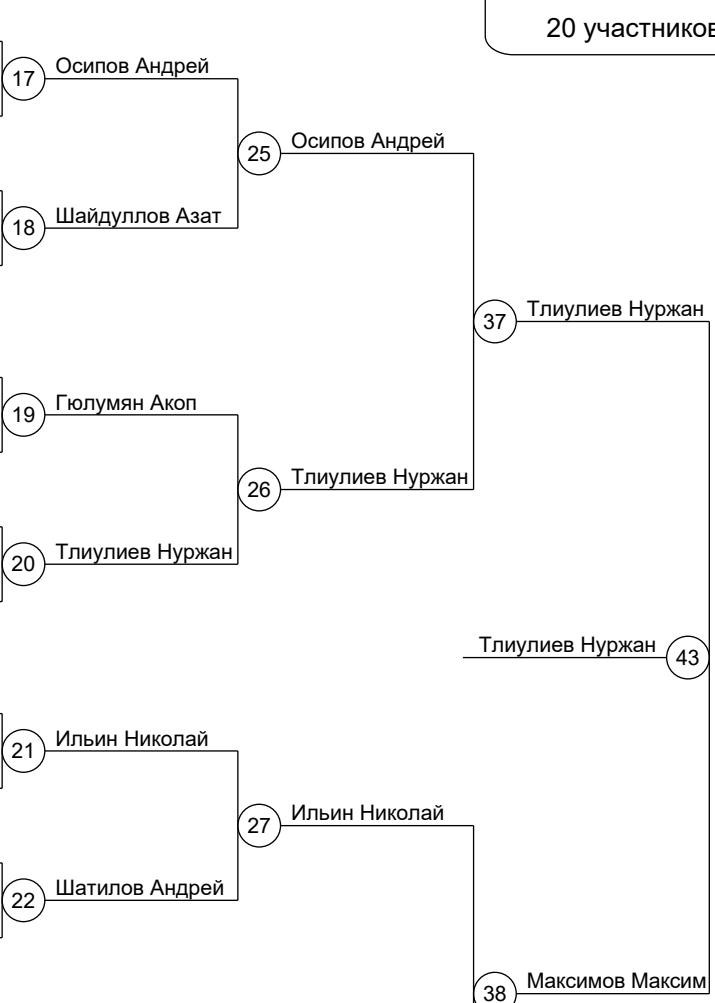 20 участников
17 Осипов Андрей
25 Осипов Андрей
18 Шайдуллов Азат
37 Тлиулиев Нуржан
19 Гюлумян Акоп
26 Тлиулиев Нуржан
20 Тлиулиев Нуржан
Тлиулиев Нуржан 43
21 Ильин Николай
27 Ильин Николай
22 Шатилов Андрей
38 Максимов Максим